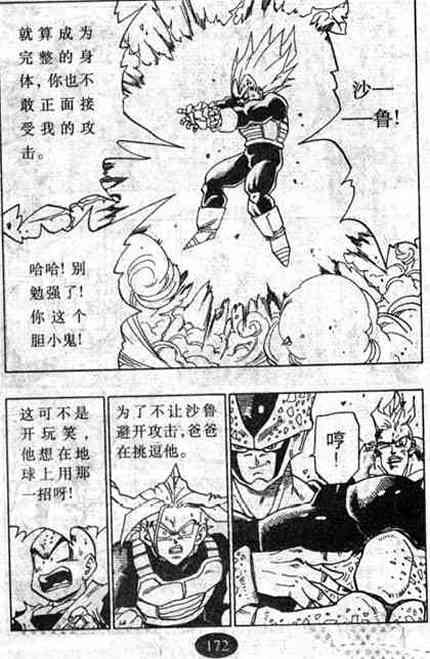 就算成为
完整的身
体，你也不
敢正面接
受我的攻
击。
沙—
—鲁！
哈哈！别
勉强了！
你这个
胆小鬼！
这可不是
开玩笑，
他想在地
球上用那
一招呀！
为了不让沙鲁
避开攻击，爸爸
在挑逗他。
哼！
172